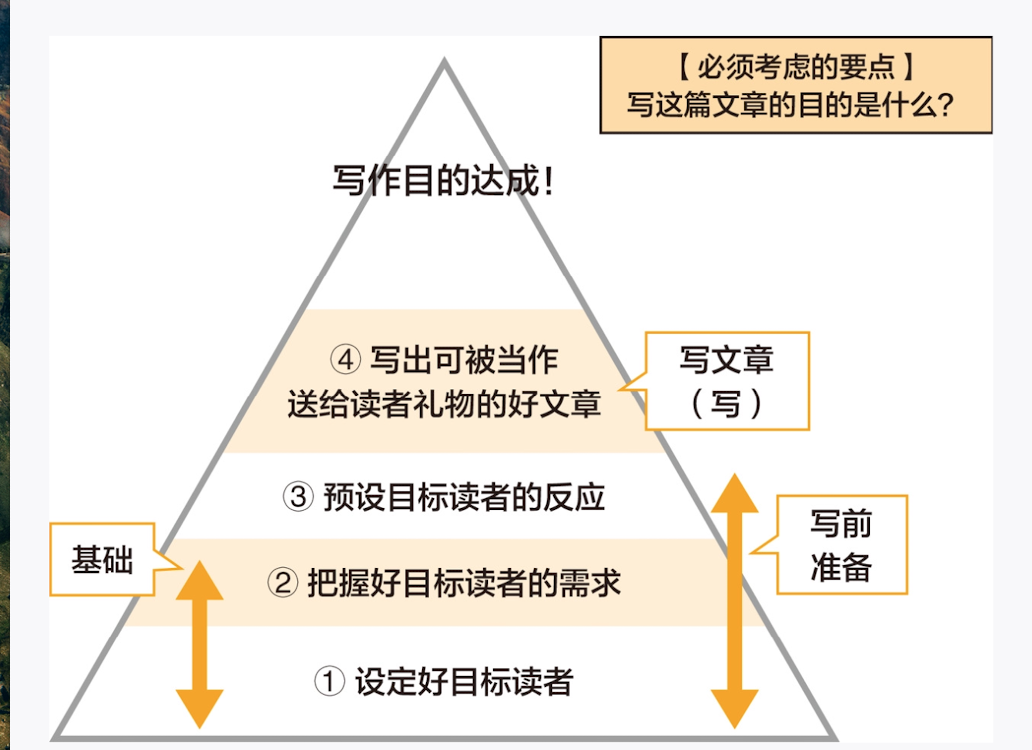 【必须考虑的要点】
写这篇文章的目的是什么?
写作目的达成!
④ 写出可被当作
送给读者礼物的好文章
写文章
（写）
③ 预设目标读者的反应
写前
准备
基础
② 把握好目标读者的需求
① 设定好目标读者